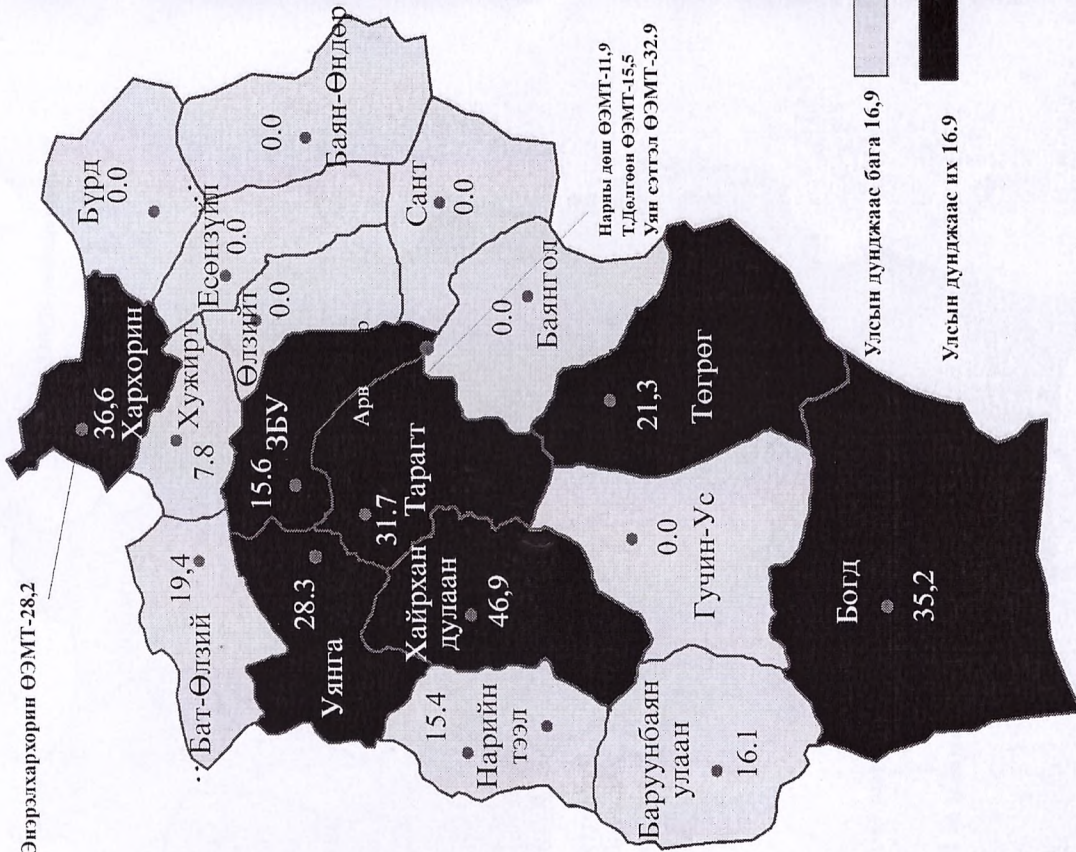 Энэрэлхархорин ӨЭМТ-28,2
Бүрд
0.0
36,6
Хархорин
Хужирт
7.8
Есөнзүйл
0.0
0.0
Баян-Өндөр
Өлзийт
0.0
Сант
0.0
19,4
Бат-Өлзий
15.6
ЗБУ
Арв
р
31.7
Тарагт
28.3
Уянга
Хайрхан
дулаан
46,9
15.4
Нарийн
тээл
0.0
Баянгол
Нарны дөш ӨЭМТ-11,9
Т.Дөлгөөн ӨЭМТ-15,5
Уян сэтгэл ӨЭМТ-32.9
21,3
Төгрөг
0.0
Гучин-Ус
Баруунбаян
улаан
16.1
Богд
35,2
Улсын дунджаас бага 16,9
Улсын дунджаас их 16.9